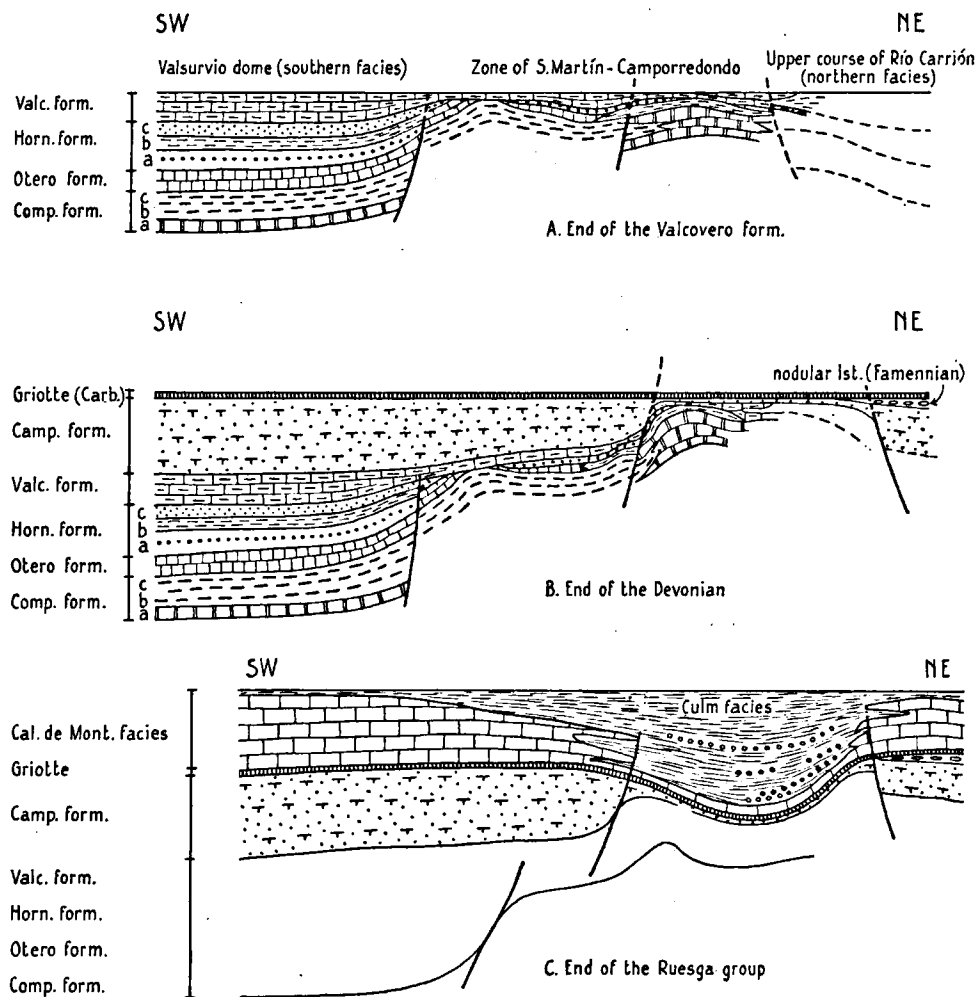 SW
NE
Valsurvio dome (southern facies)
Zone of S. Martín - Camporredondo
Upper course of Río Carrión
(northern facies)
Valc. form.
Horn. form.
c
b
a
Otero form.
Comp. form.
c
b
a
A. End of the Valcovero form.
SW
NE
nodular lst. (Famennian)
Griotte (Carb.)
Camp. form.
Valc. form.
Horn. form.
c
b
a
Otero form.
Comp. form.
c
b
a
B. End of the Devonian
SW
NE
Culm facies
Cal. de Mont. facies
Griotte
Camp. form.
Valc. form.
Horn. form.
Otero form.
Comp. form.
C. End of the Ruesga group